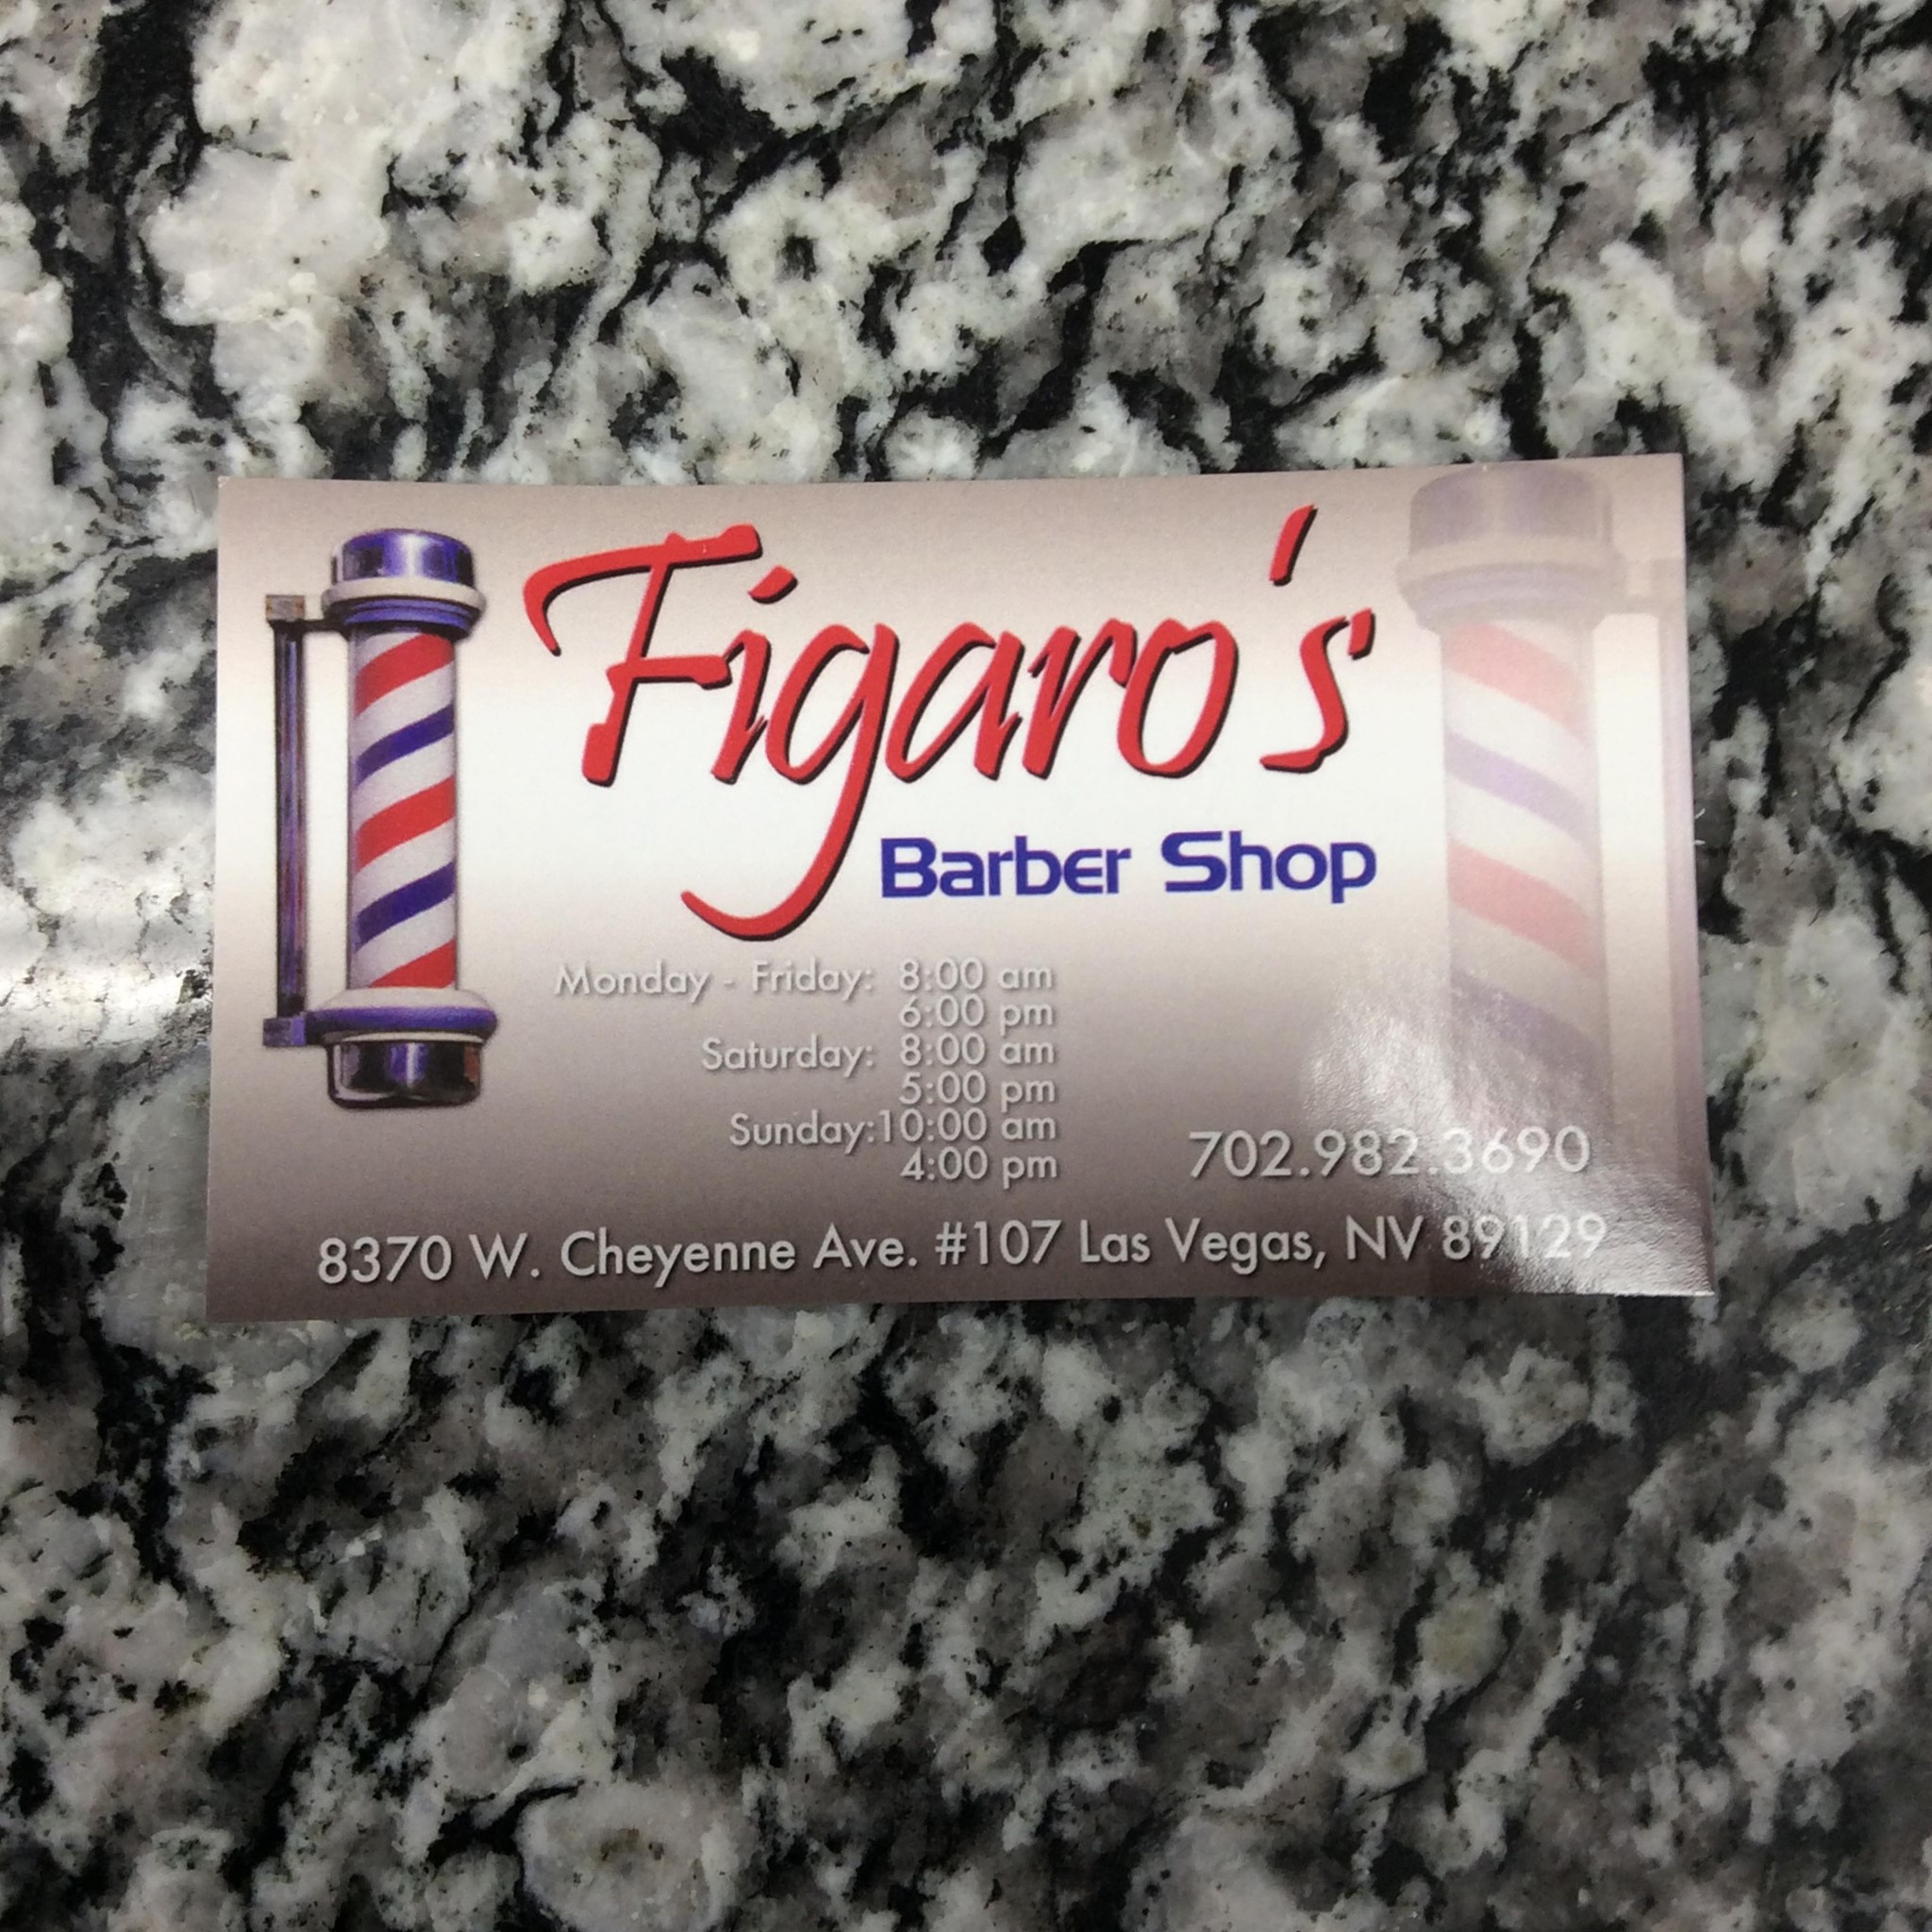 Figaro's
Barber Shop
Monday - Friday: 8:00 am
6:00 pm
Saturday: 8:00 am
5:00 pm
Sunday:10:00 am
4:00 pm
702.982.3690
8370 W. Cheyenne Ave. #107 Las Vegas, NV 89129